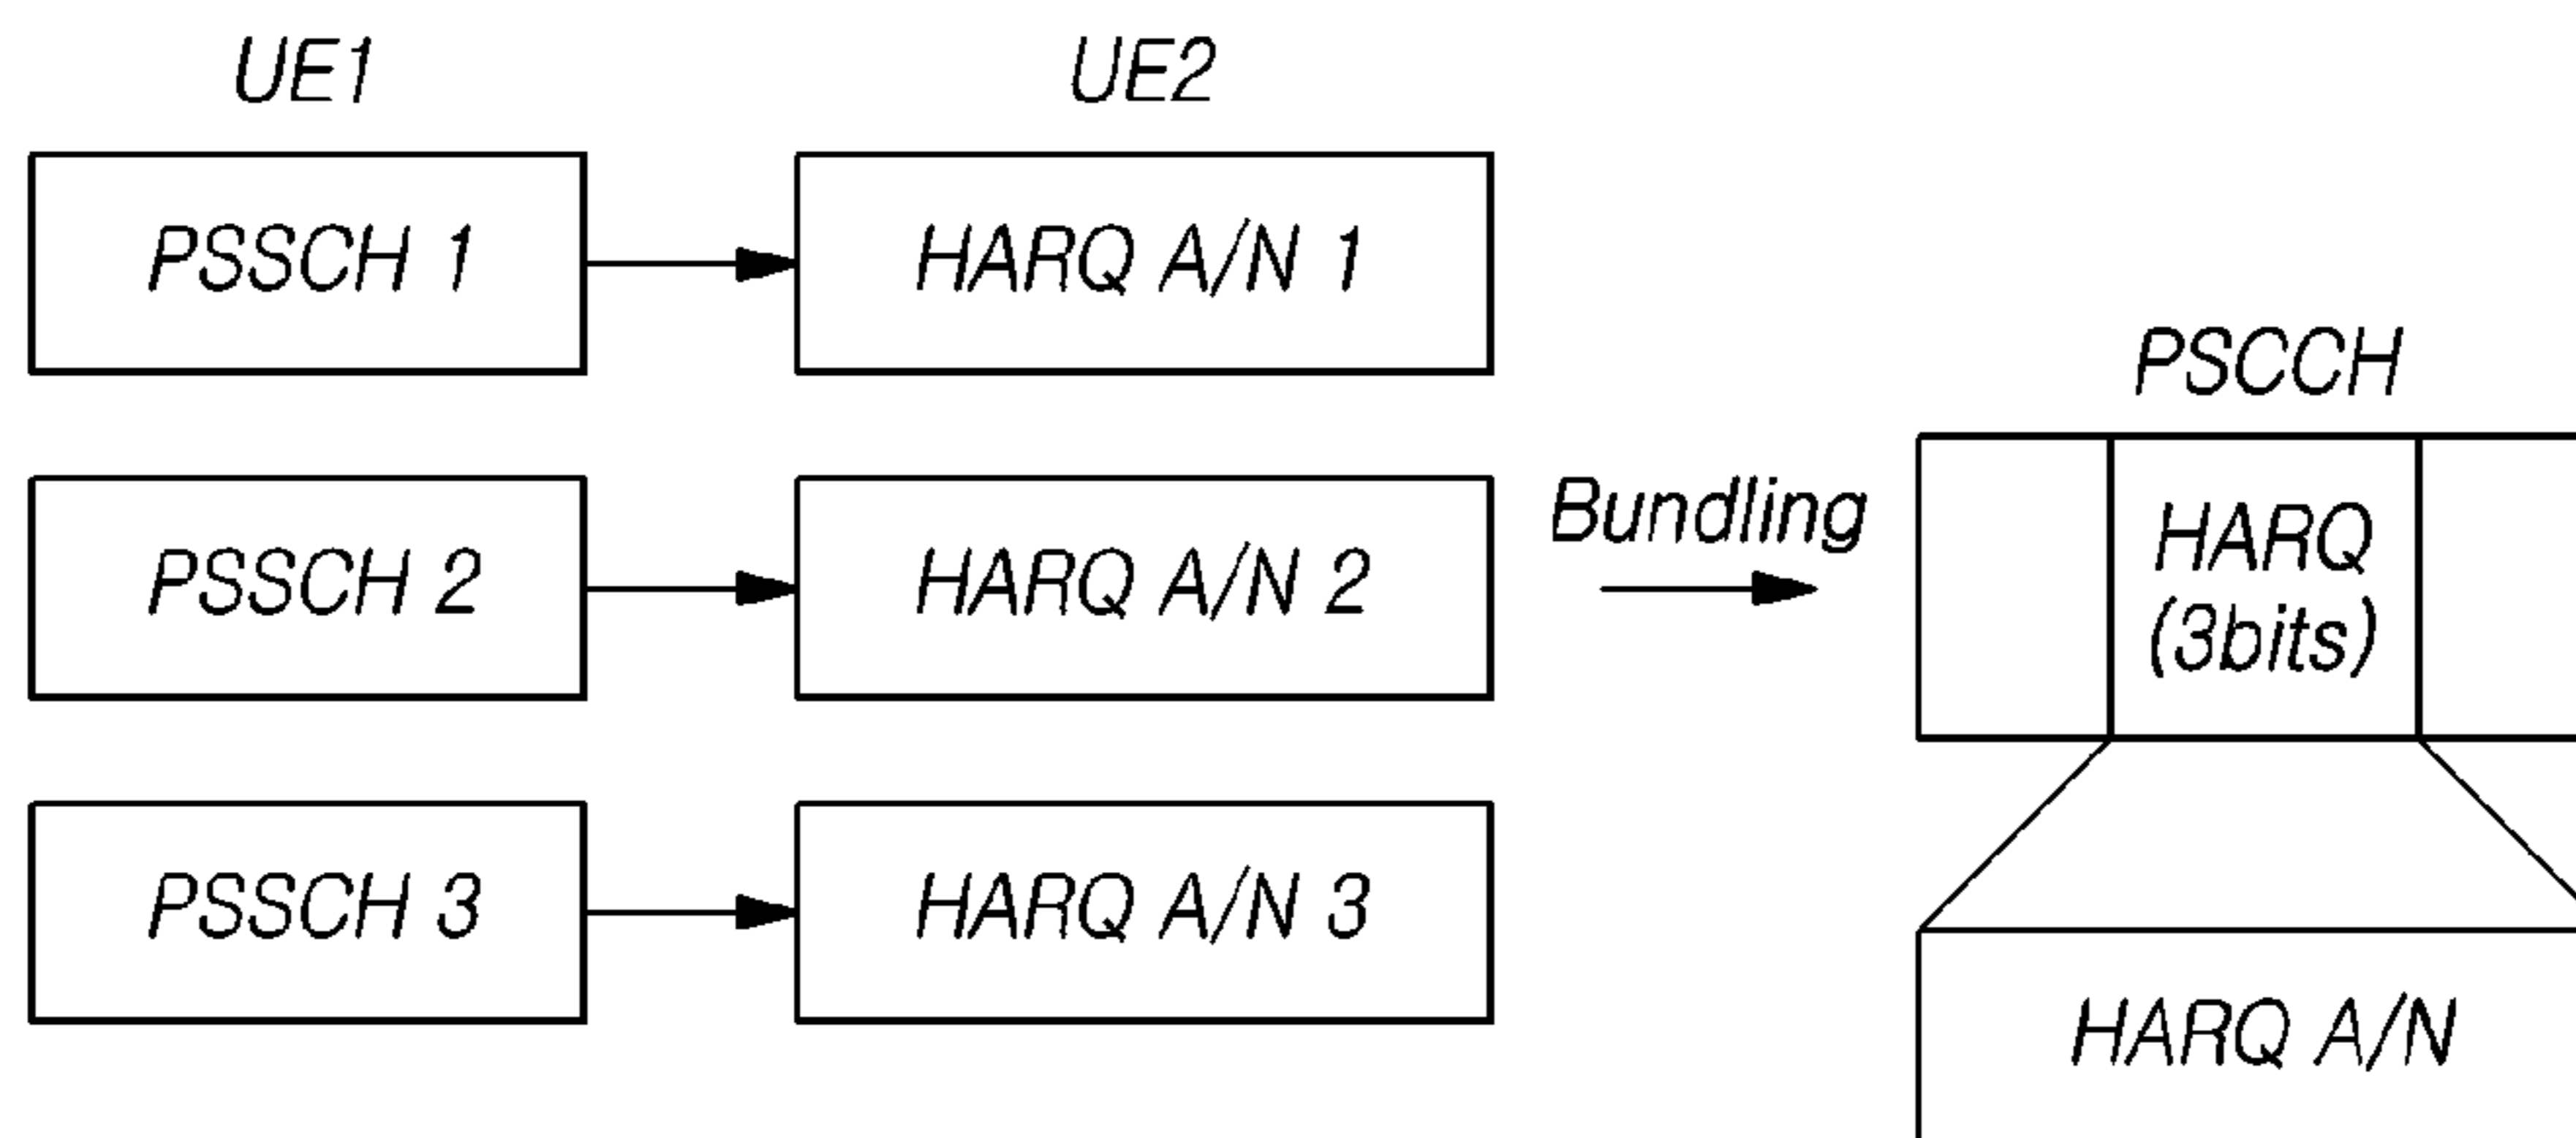 UE1
UE2
PSSCH 1
HARQ A/N 1
PSSCH 2
HARQ A/N 2
PSSCH 3
HARQ A/N 3
Bundling
PSCCH
HARQ
(3bits)
HARQ A/N